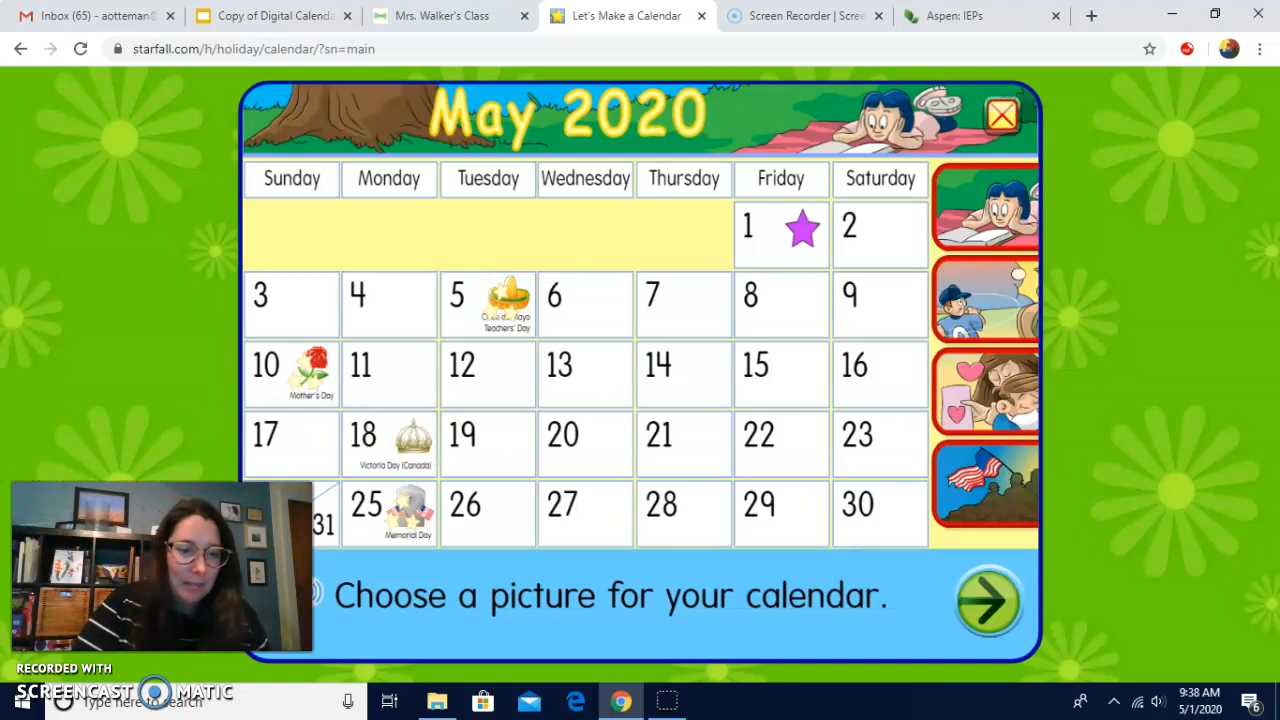 Inbox (65) - aotteman@
Copy of Digital Calenda
Mrs. Walker's Class
Let's Make a Calendar
Screen Recorder | Scree
Aspen: IEPs
starfall.com/h/holiday/calendar/?sn=main
May 2020
Sunday Monday Tuesday Wednesday Thursday Friday Saturday
1 2
3 4 5 6 7 8 9
Teachers' Day
10 11 12 13 14 15 16
Mother's Day
17 18 19 20 21 22 23
Victoria Day (Canada)
31 25 26 27 28 29 30
Memorial Day
Choose a picture for your calendar.
RECORDED WITH
SCREENCAST MATIC
Type here to search
9:38 AM
5/1/2020
6